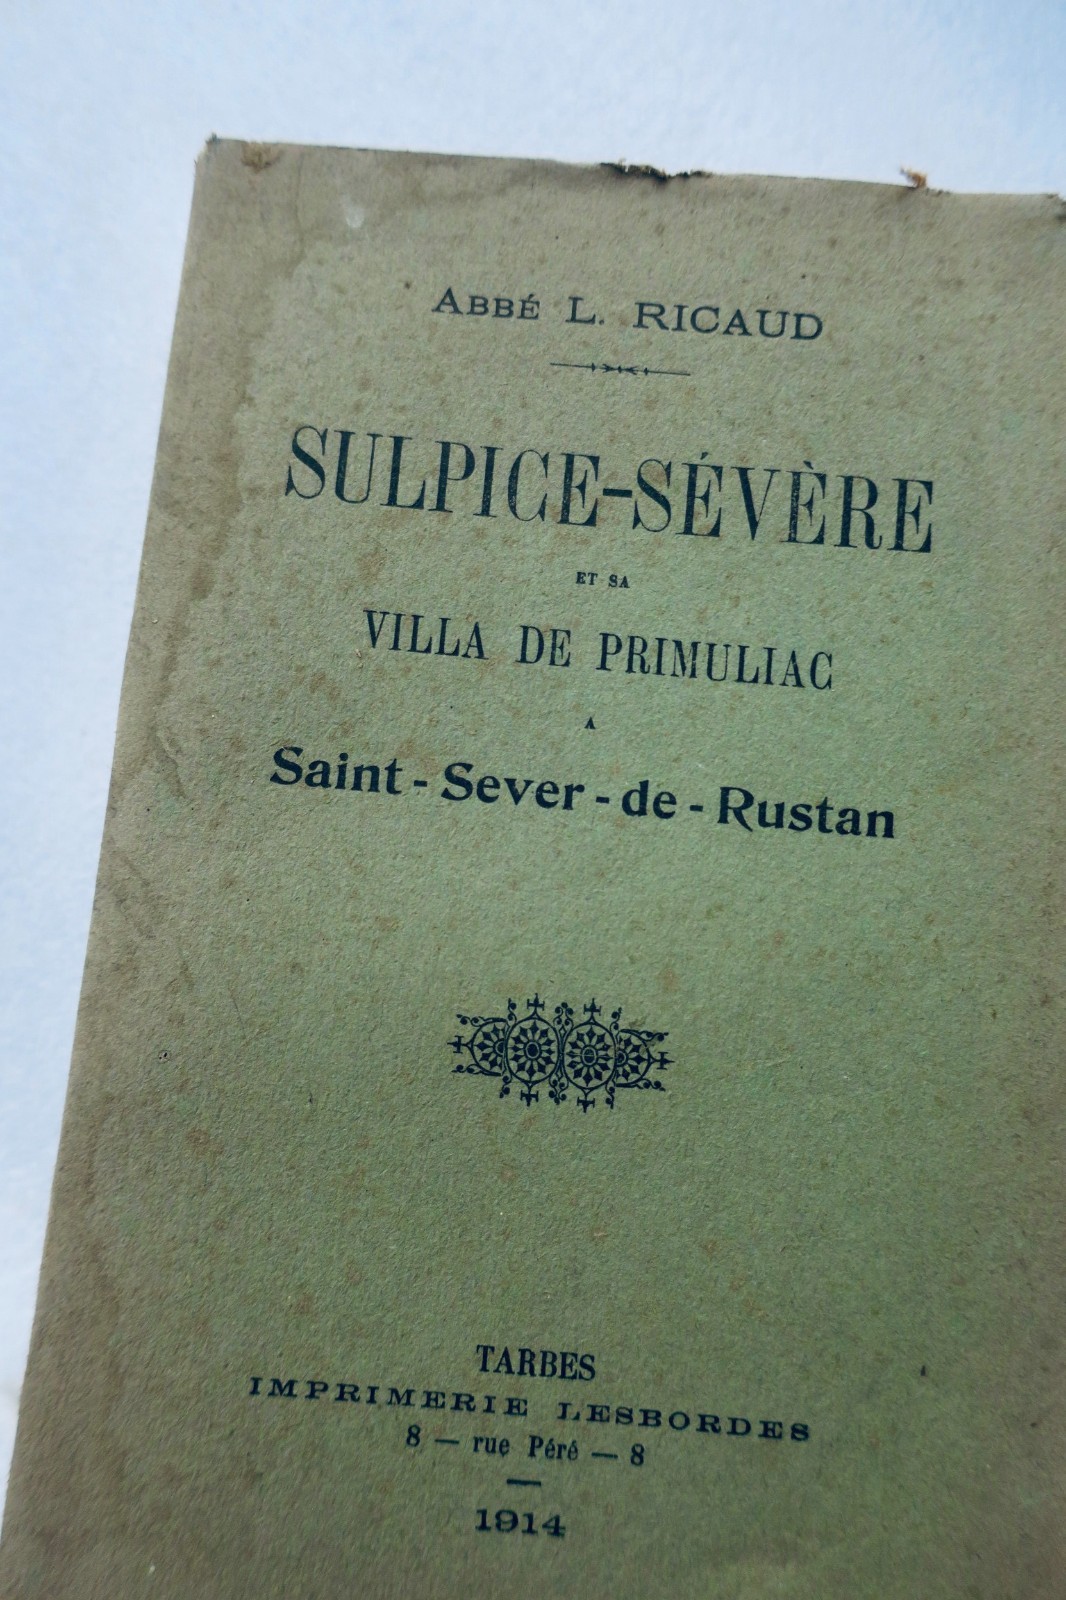 ABBÉ L. RICAUD
SULPICE-SÉVÈRE
ET SA
VILLA DE PRIMULIAC
A
Saint-Sever-de-Rustan
TARBES
IMPRIMERIE LESBORDES
8 — rue Péré — 8
1914